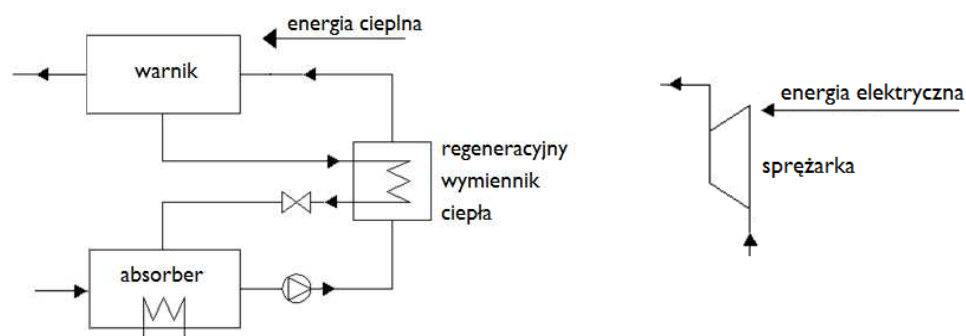 energia cieplna
warnik
regeneracyjny
wymiennik
ciepła
absorber
energia elektryczna
sprężarka